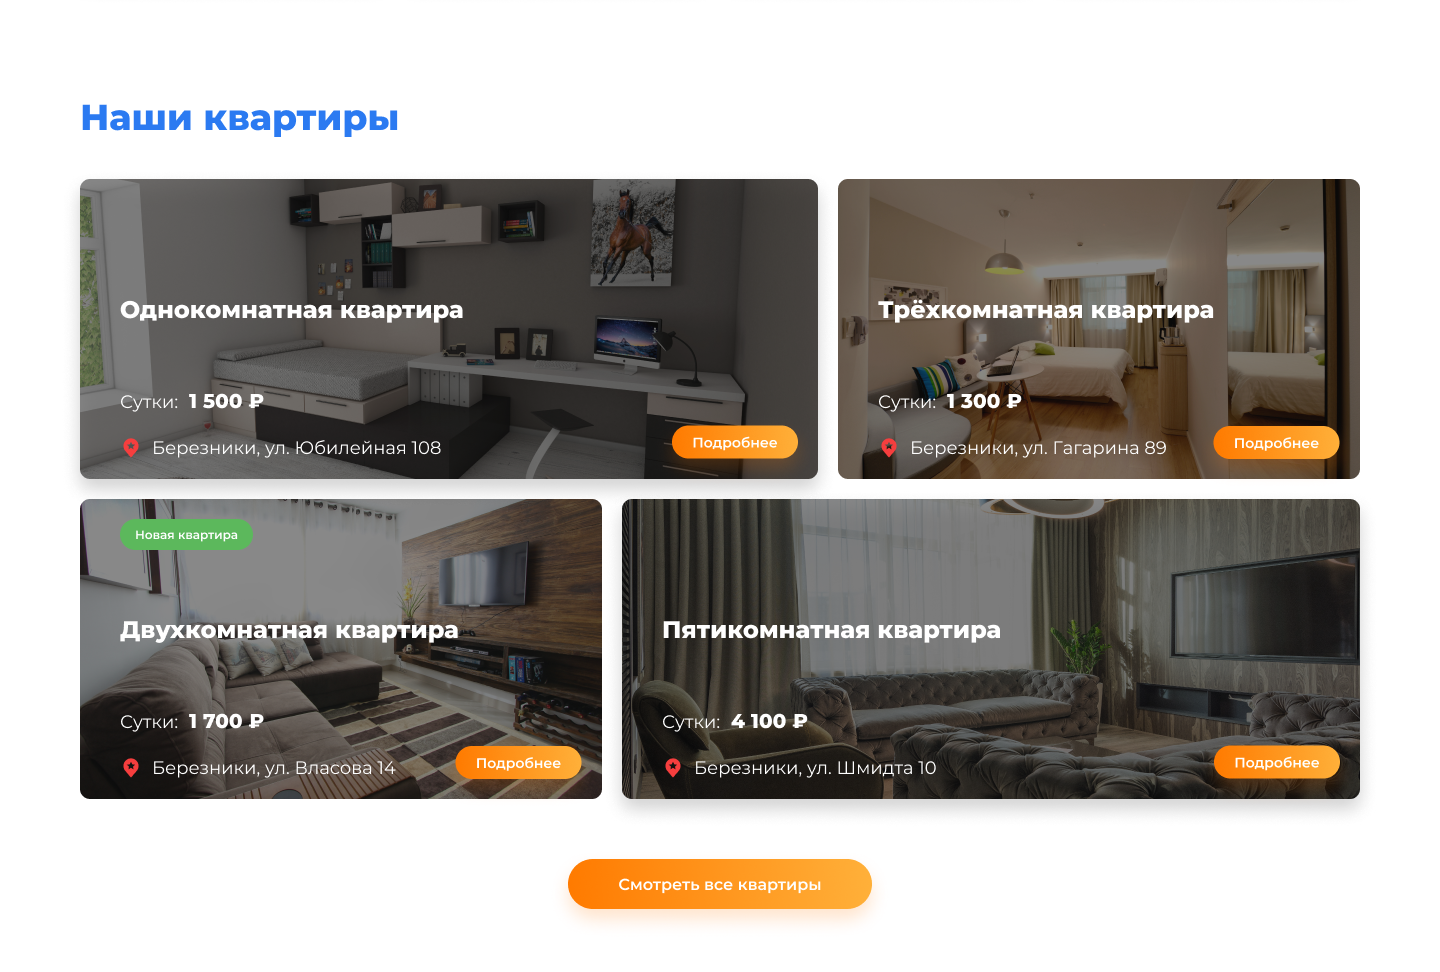 Наши квартиры
Однокомнатная квартира
Сутки: 1 500 ₽
Березники, ул. Юбилейная 108
Подробнее
Трёхкомнатная квартира
Сутки: 1 300 ₽
Березники, ул. Гагарина 89
Подробнее
Новая квартира
Двухкомнатная квартира
Сутки: 1 700 ₽
Березники, ул. Власова 14
Подробнее
Пятикомнатная квартира
Сутки: 4 100 ₽
Березники, ул. Шмидта 10
Подробнее
Смотреть все квартиры